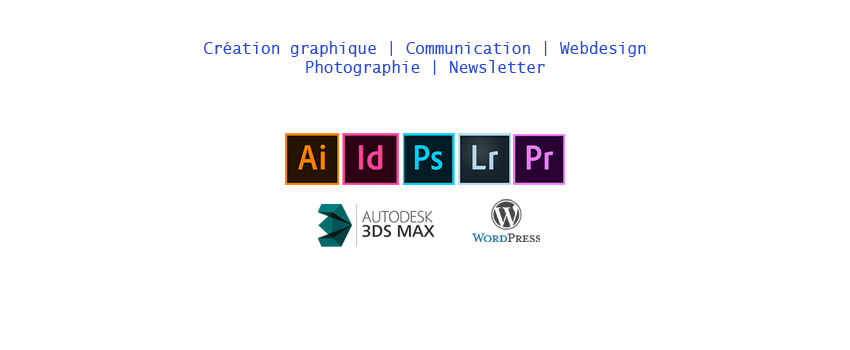 Création graphique | Communication | Webdesign
Photographie | Newsletter
Ai Id Ps Lr Pr
AUTODESK
3DS MAX
WORDPRESS